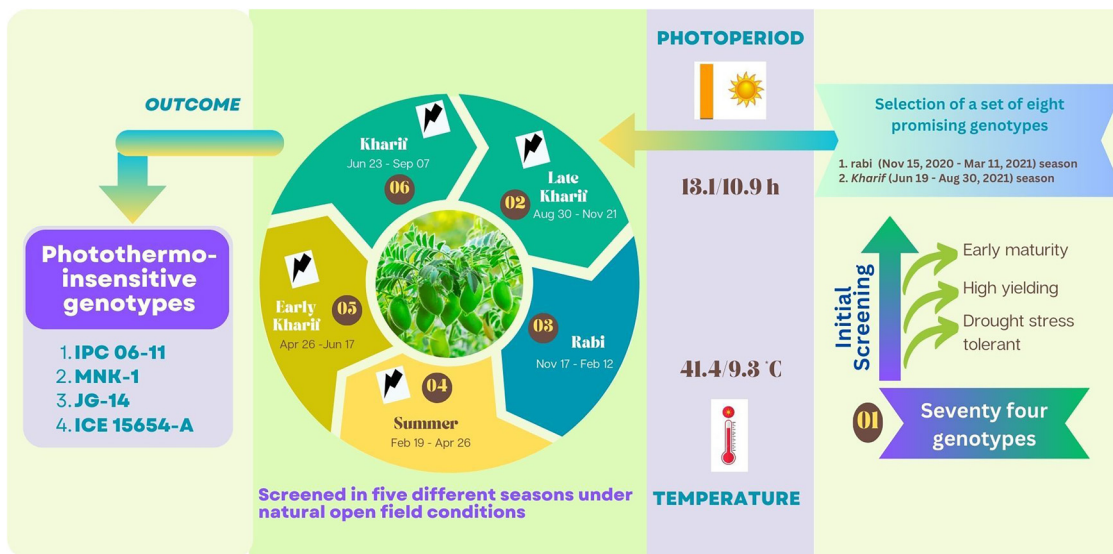 OUTCOME
Photothermo-
insensitive
genotypes
1. IPC 06-11
2. MNK-1
3. JG-14
4. ICE 15654-A
Kharif
Jun 23 - Sep 07
06
Late
Kharif
02
Aug 30 - Nov 21
03
Rabi
Nov 17 - Feb 12
04
Summer
Feb 19 - Apr 26
05
Early
Kharif
Apr 26 -Jun 17
Screened in five different seasons under
natural open field conditions
PHOTOPERIOD
13.1/10.9 h
41.4/9.3 °C
TEMPERATURE
Selection of a set of eight
promising genotypes
1. rabi (Nov 15, 2020 - Mar 11, 2021) season
2. Kharif (Jun 19 - Aug 30, 2021) season
Initial
Screening
Early maturity
High yielding
Drought stress
tolerant
01
Seventy four
genotypes